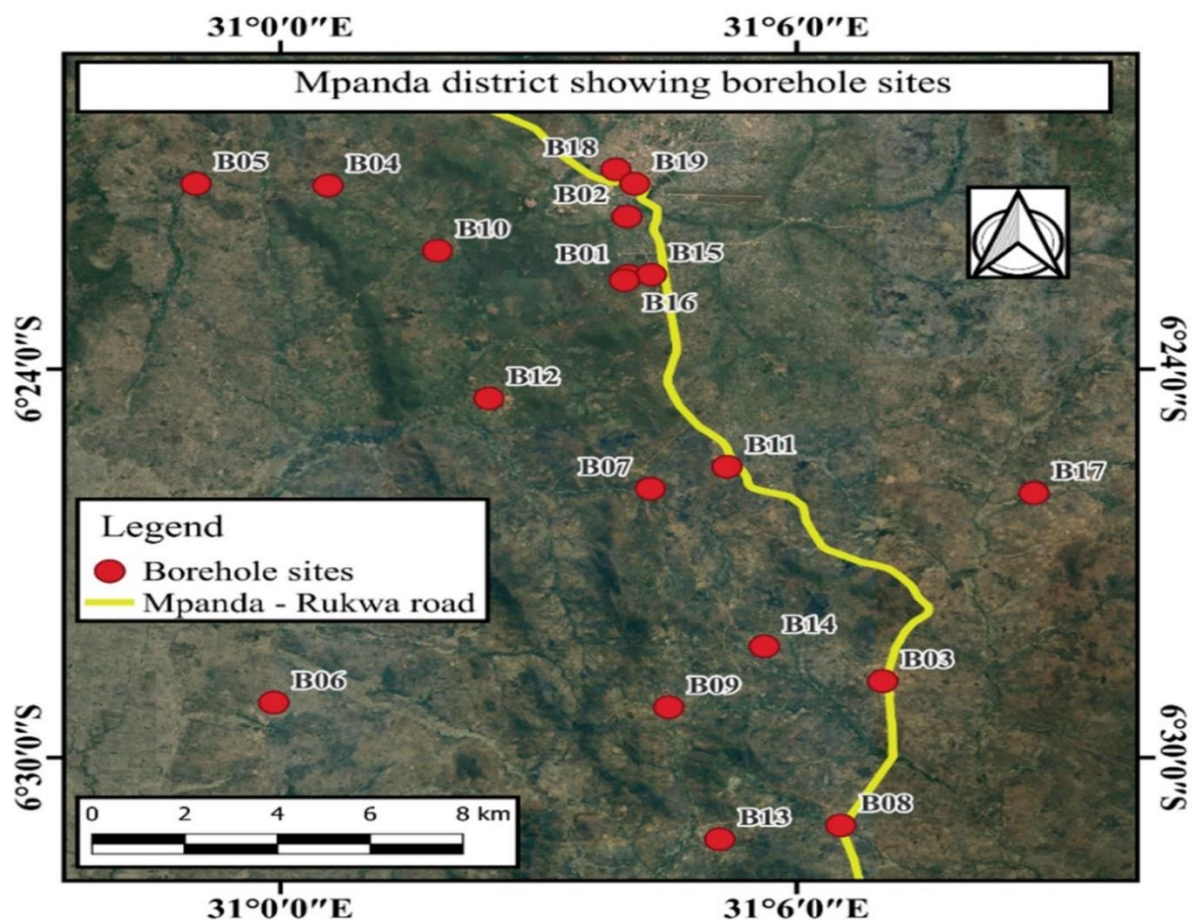 31°0′0″E 31°6′0″E
Mpanda district showing borehole sites
B18 B19
B05 B04
B02
B10
B01 B15
B16
6°24′0″S 6°24′0″S
B12
B11
B07 B17
Legend
Borehole sites
Mpanda - Rukwa road
B14
B03
B06 B09
6°30′0″S 6°30′0″S
0 2 4 6 8 km
B08
B13
31°0′0″E 31°6′0″E